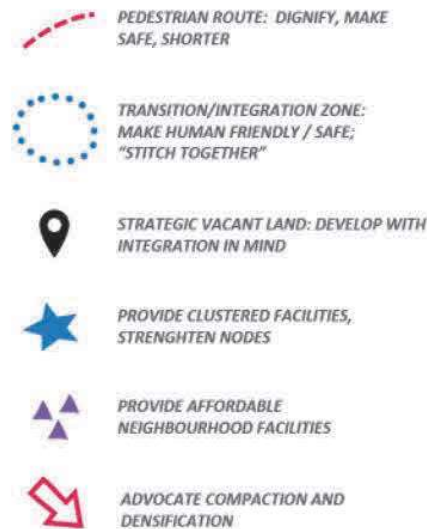 PEDESTRIAN ROUTE: DIGNIFY, MAKE
SAFE, SHORTER
TRANSITION/INTEGRATION ZONE:
MAKE HUMAN FRIENDLY / SAFE;
"STITCH TOGETHER"
STRATEGIC VACANT LAND: DEVELOP WITH
INTEGRATION IN MIND
PROVIDE CLUSTERED FACILITIES,
STRENGHTEN NODES
PROVIDE AFFORDABLE
NEIGHBOURHOOD FACILITIES
ADVOCATE COMPACTION AND
DENSIFICATION